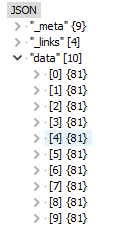 JSON
"_meta" {9}
"_links" [4]
"data" [10]
[0] {81}
[1] {81}
[2] {81}
[3] {81}
[4] {81}
[5] {81}
[6] {81}
[7] {81}
[8] {81}
[9] {81}